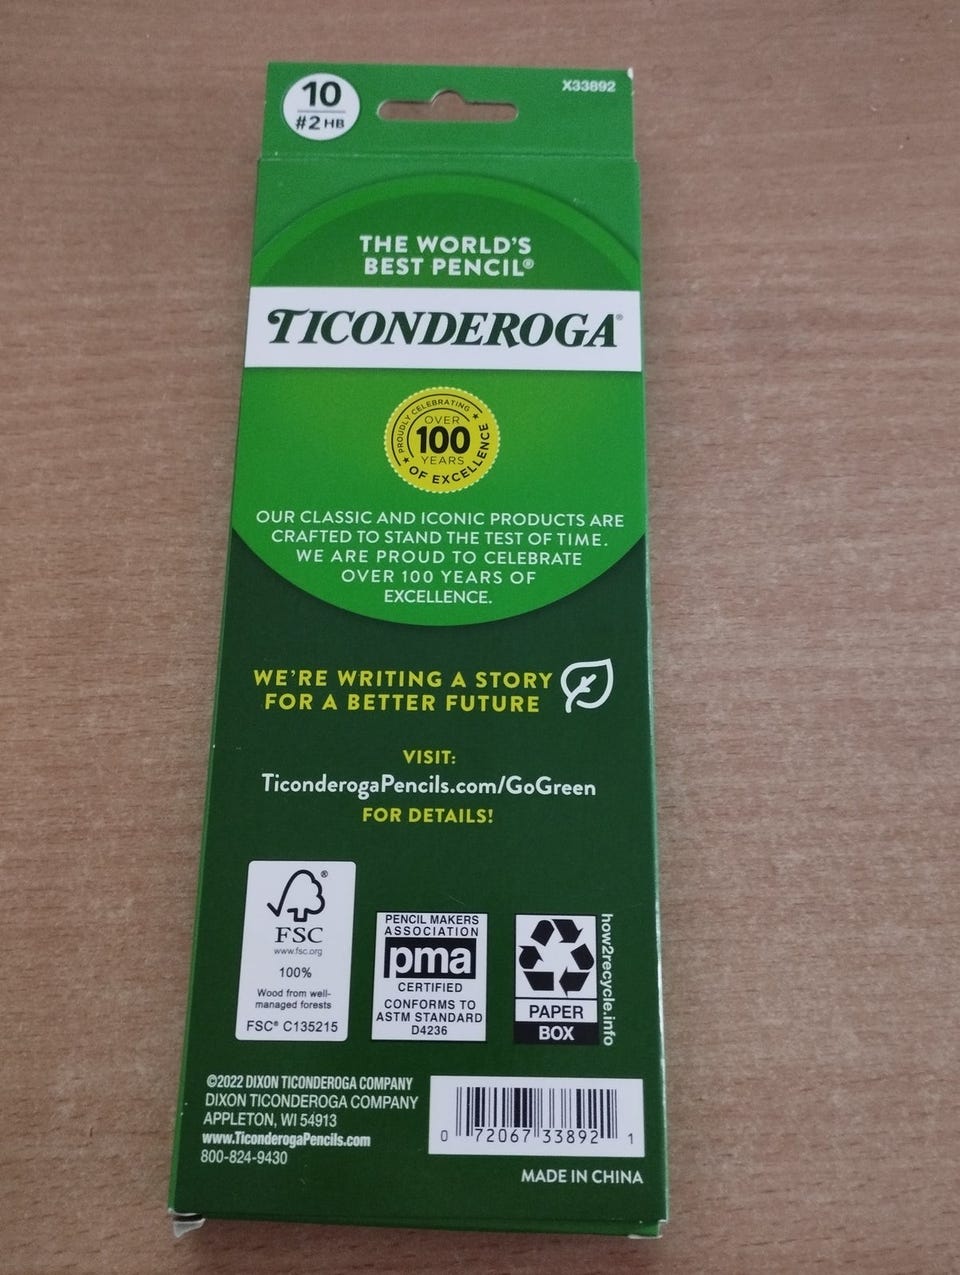 10
#2 HB
X33892
THE WORLD'S
BEST PENCIL®
TICONDEROGA®
PROUDLY CELEBRATING
OVER
100
YEARS
OF EXCELLENCE
OUR CLASSIC AND ICONIC PRODUCTS ARE
CRAFTED TO STAND THE TEST OF TIME.
WE ARE PROUD TO CELEBRATE
OVER 100 YEARS OF
EXCELLENCE.
WE'RE WRITING A STORY
FOR A BETTER FUTURE
VISIT:
TiconderogaPencils.com/GoGreen
FOR DETAILS!
®
FSC
www.fsc.org
100%
Wood from well-
managed forests
FSC® C135215
PENCIL MAKERS
ASSOCIATION
pma
CERTIFIED
CONFORMS TO
ASTM STANDARD
D4236
PAPER
BOX
how2recycle.info
©2022 DIXON TICONDEROGA COMPANY
DIXON TICONDEROGA COMPANY
APPLETON, WI 54913
www.TiconderogaPencils.com
800-824-9430
0 72067 33892 1
MADE IN CHINA